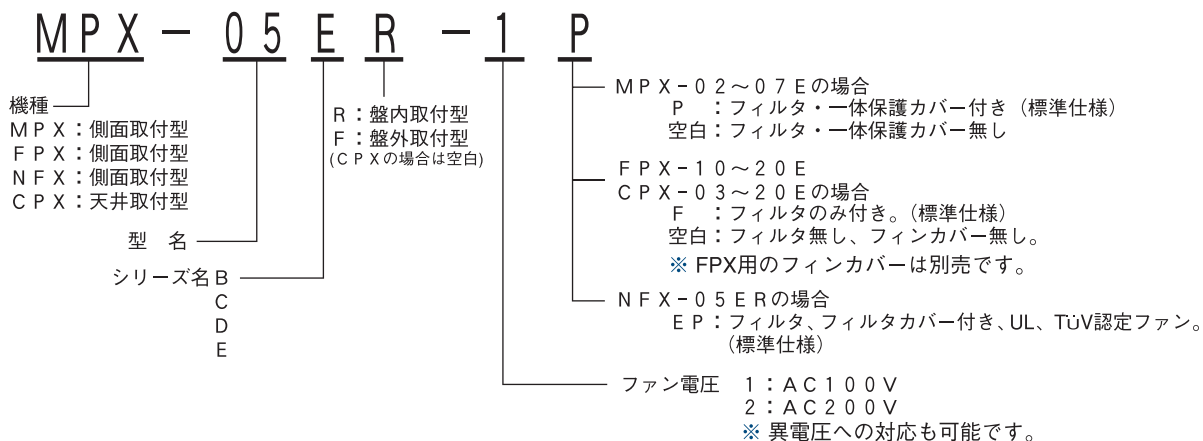 MPX-05ER-1P
機種
MPX：側面取付型
FPX：側面取付型
NFX：側面取付型
CPX：天井取付型
型　名
シリーズ名 B
C
D
E
R：盤内取付型
F：盤外取付型
(CPXの場合は空白)
MPX-02～07Eの場合
P　：フィルタ・一体保護カバー付き（標準仕様）
空白：フィルタ・一体保護カバー無し
FPX-10～20E
CPX-03～20Eの場合
F　：フィルタのみ付き。（標準仕様）
空白：フィルタ無し、フィンカバー無し。
※ FPX用のフィンカバーは別売です。
NFX-05ERの場合
EP：フィルタ、フィルタカバー付き、UL、TüV認定ファン。
（標準仕様）
ファン電圧　1：AC100V
2：AC200V
※ 異電圧への対応も可能です。